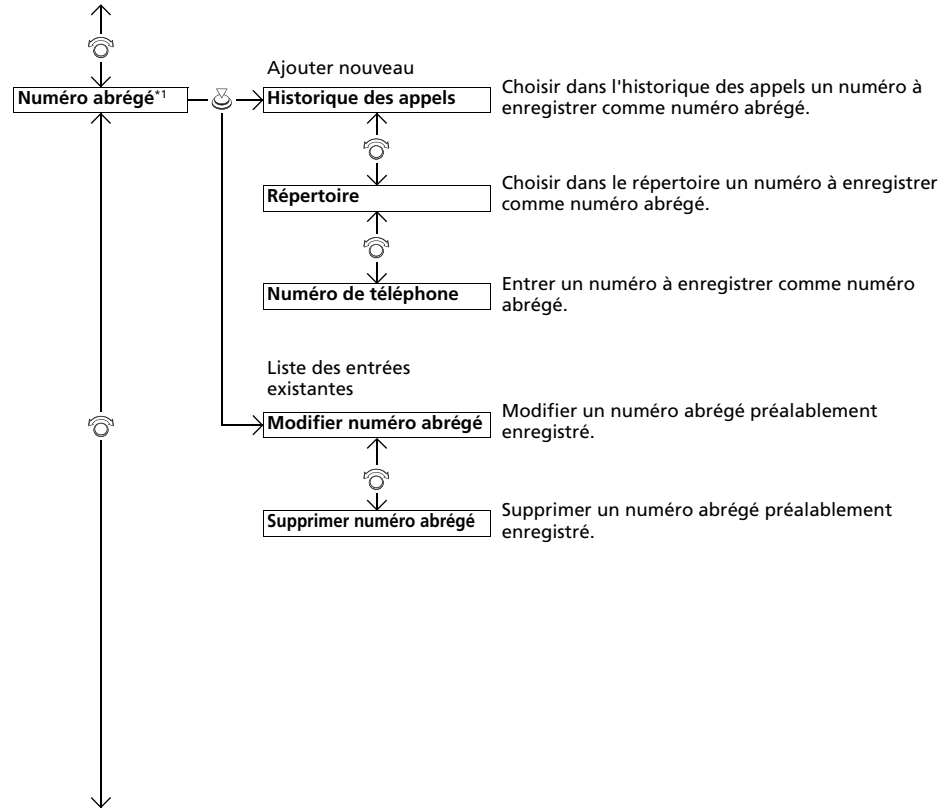 Numéro abrégé*1
Ajouter nouveau
Historique des appels
Choisir dans l'historique des appels un numéro à
enregistrer comme numéro abrégé.
Répertoire
Choisir dans le répertoire un numéro à enregistrer
comme numéro abrégé.
Numéro de téléphone
Entrer un numéro à enregistrer comme numéro
abrégé.
Liste des entrées
existantes
Modifier numéro abrégé
Modifier un numéro abrégé préalablement
enregistré.
Supprimer numéro abrégé
Supprimer un numéro abrégé préalablement
enregistré.